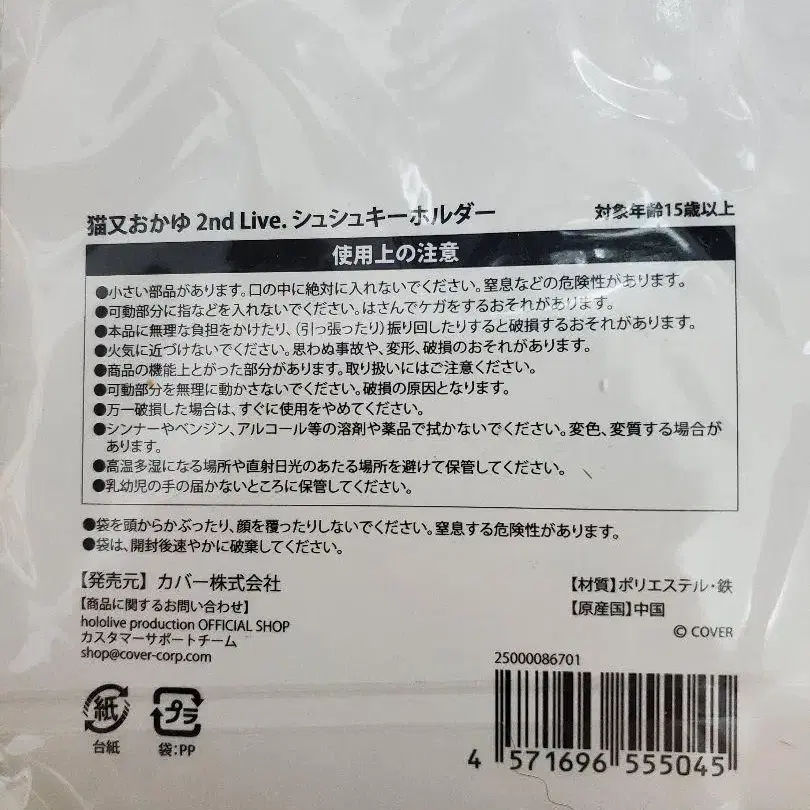 猫又おかゆ 2nd Live. シュシュキーホルダー
対象年齢15歳以上
使用上の注意
●小さい部品があります。口の中に絶対に入れないでください。窒息などの危険性があります。
●可動部分に指などを入れないでください。はさんでケガをするおそれがあります。
●本品に無理な負担をかけたり、(引っ張ったり)振り回したりすると破損するおそれがあります。
●火気に近づけないでください。思わぬ事故や、変形、破損のおそれがあります。
●商品の機能上とがった部分があります。取り扱いにはご注意ください。
●可動部分を無理に動かさないでください。破損の原因となります。
●万一破損した場合は、すぐに使用をやめてください。
●シンナーやベンジン、アルコール等の溶剤や薬品で拭かないでください。変色、変質する場合が
あります。
●高温多湿になる場所や直射日光のあたる場所を避けて保管してください。
●乳幼児の手の届かないところに保管してください。
●袋を頭からかぶったり、顔を覆ったりしないでください。窒息する危険性があります。
●袋は、開封後速やかに破棄してください。
【発売元】カバー株式会社
【商品に関するお問い合わせ】
hololive production OFFICIAL SHOP
カスタマーサポートチーム
shop@cover-corp.com
【材質】ポリエステル・鉄
【原産国】中国
© COVER
紙
台紙
プラ
袋:PP
25000086701
4 571696 555045